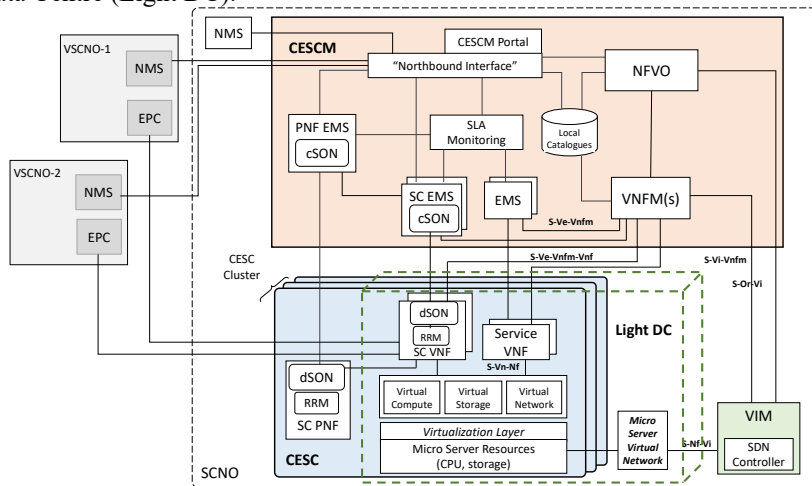 Centre (Light DC).
VSCNO-1
NMS
EPC
VSCNO-2
NMS
EPC
NMS
CESCM
CESCM Portal
“Northbound Interface”
NFVO
PNF EMS
cSON
SLA
Monitoring
Local
Catalogues
SC EMS
cSON
EMS
VNFM(s)
S-Ve-Vnfm
S-Ve-Vnfm-Vnf
S-Vi-Vnfm
S-Or-Vi
CESC
Cluster
dSON
RRM
SC VNF
Service
VNF
Light DC
S-Vn-Nf
dSON
RRM
SC PNF
Virtual
Compute
Virtual
Storage
Virtual
Network
Virtualization Layer
Micro Server Resources
(CPU, storage)
CESC
SCNO
Micro
Server
Virtual
Network
S-Nf-Vi
VIM
SDN
Controller